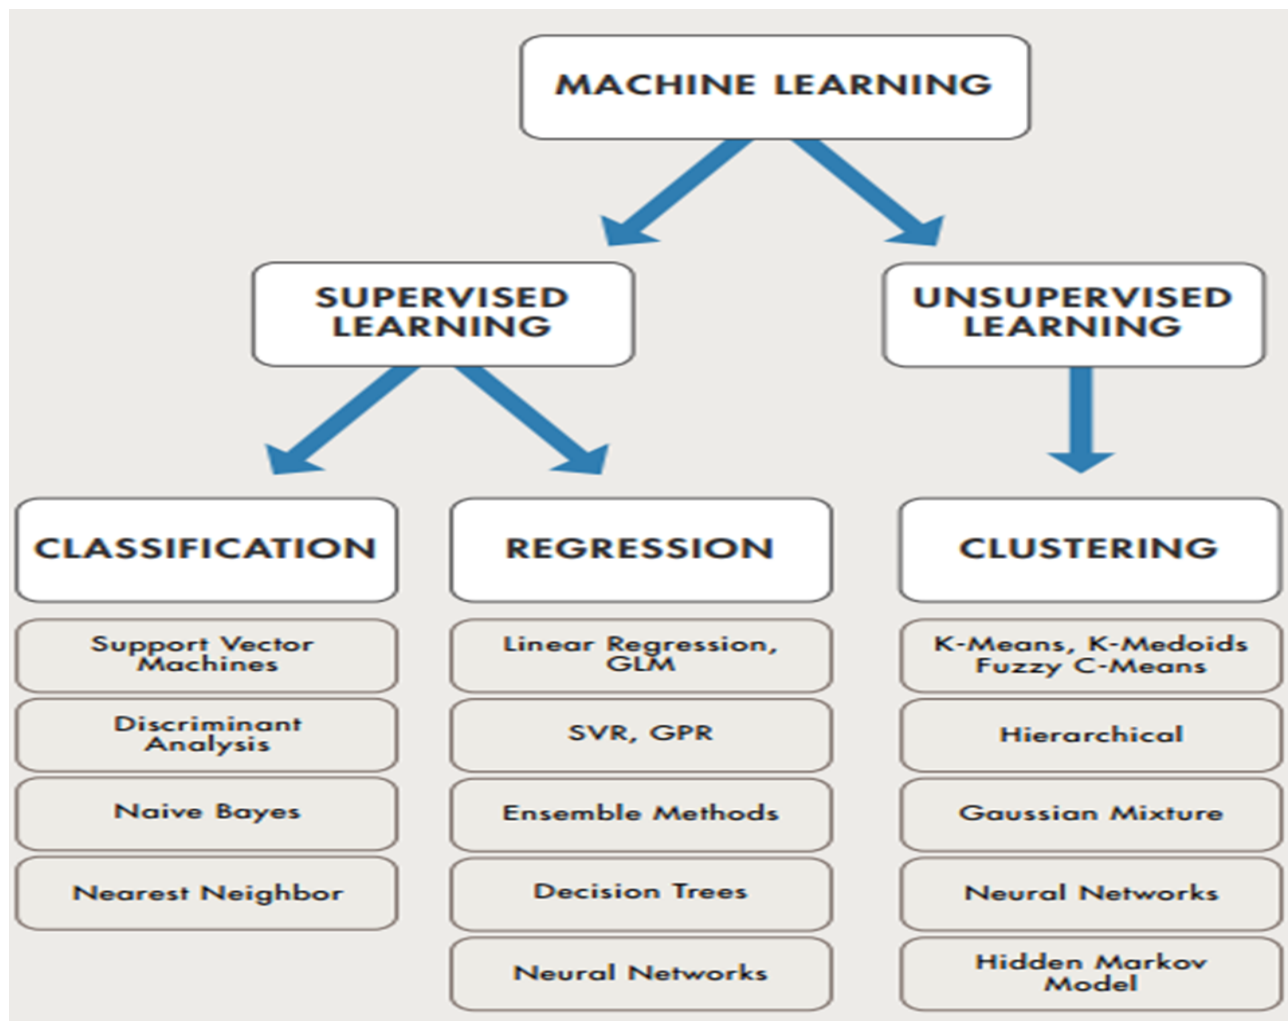 MACHINE LEARNING
SUPERVISED
LEARNING
UNSUPERVISED
LEARNING
CLASSIFICATION
REGRESSION
CLUSTERING
Support Vector
Machines
Discriminant
Analysis
Naive Bayes
Nearest Neighbor
Linear Regression,
GLM
SVR, GPR
Ensemble Methods
Decision Trees
Neural Networks
K-Means, K-Medoids
Fuzzy C-Means
Hierarchical
Gaussian Mixture
Neural Networks
Hidden Markov
Model